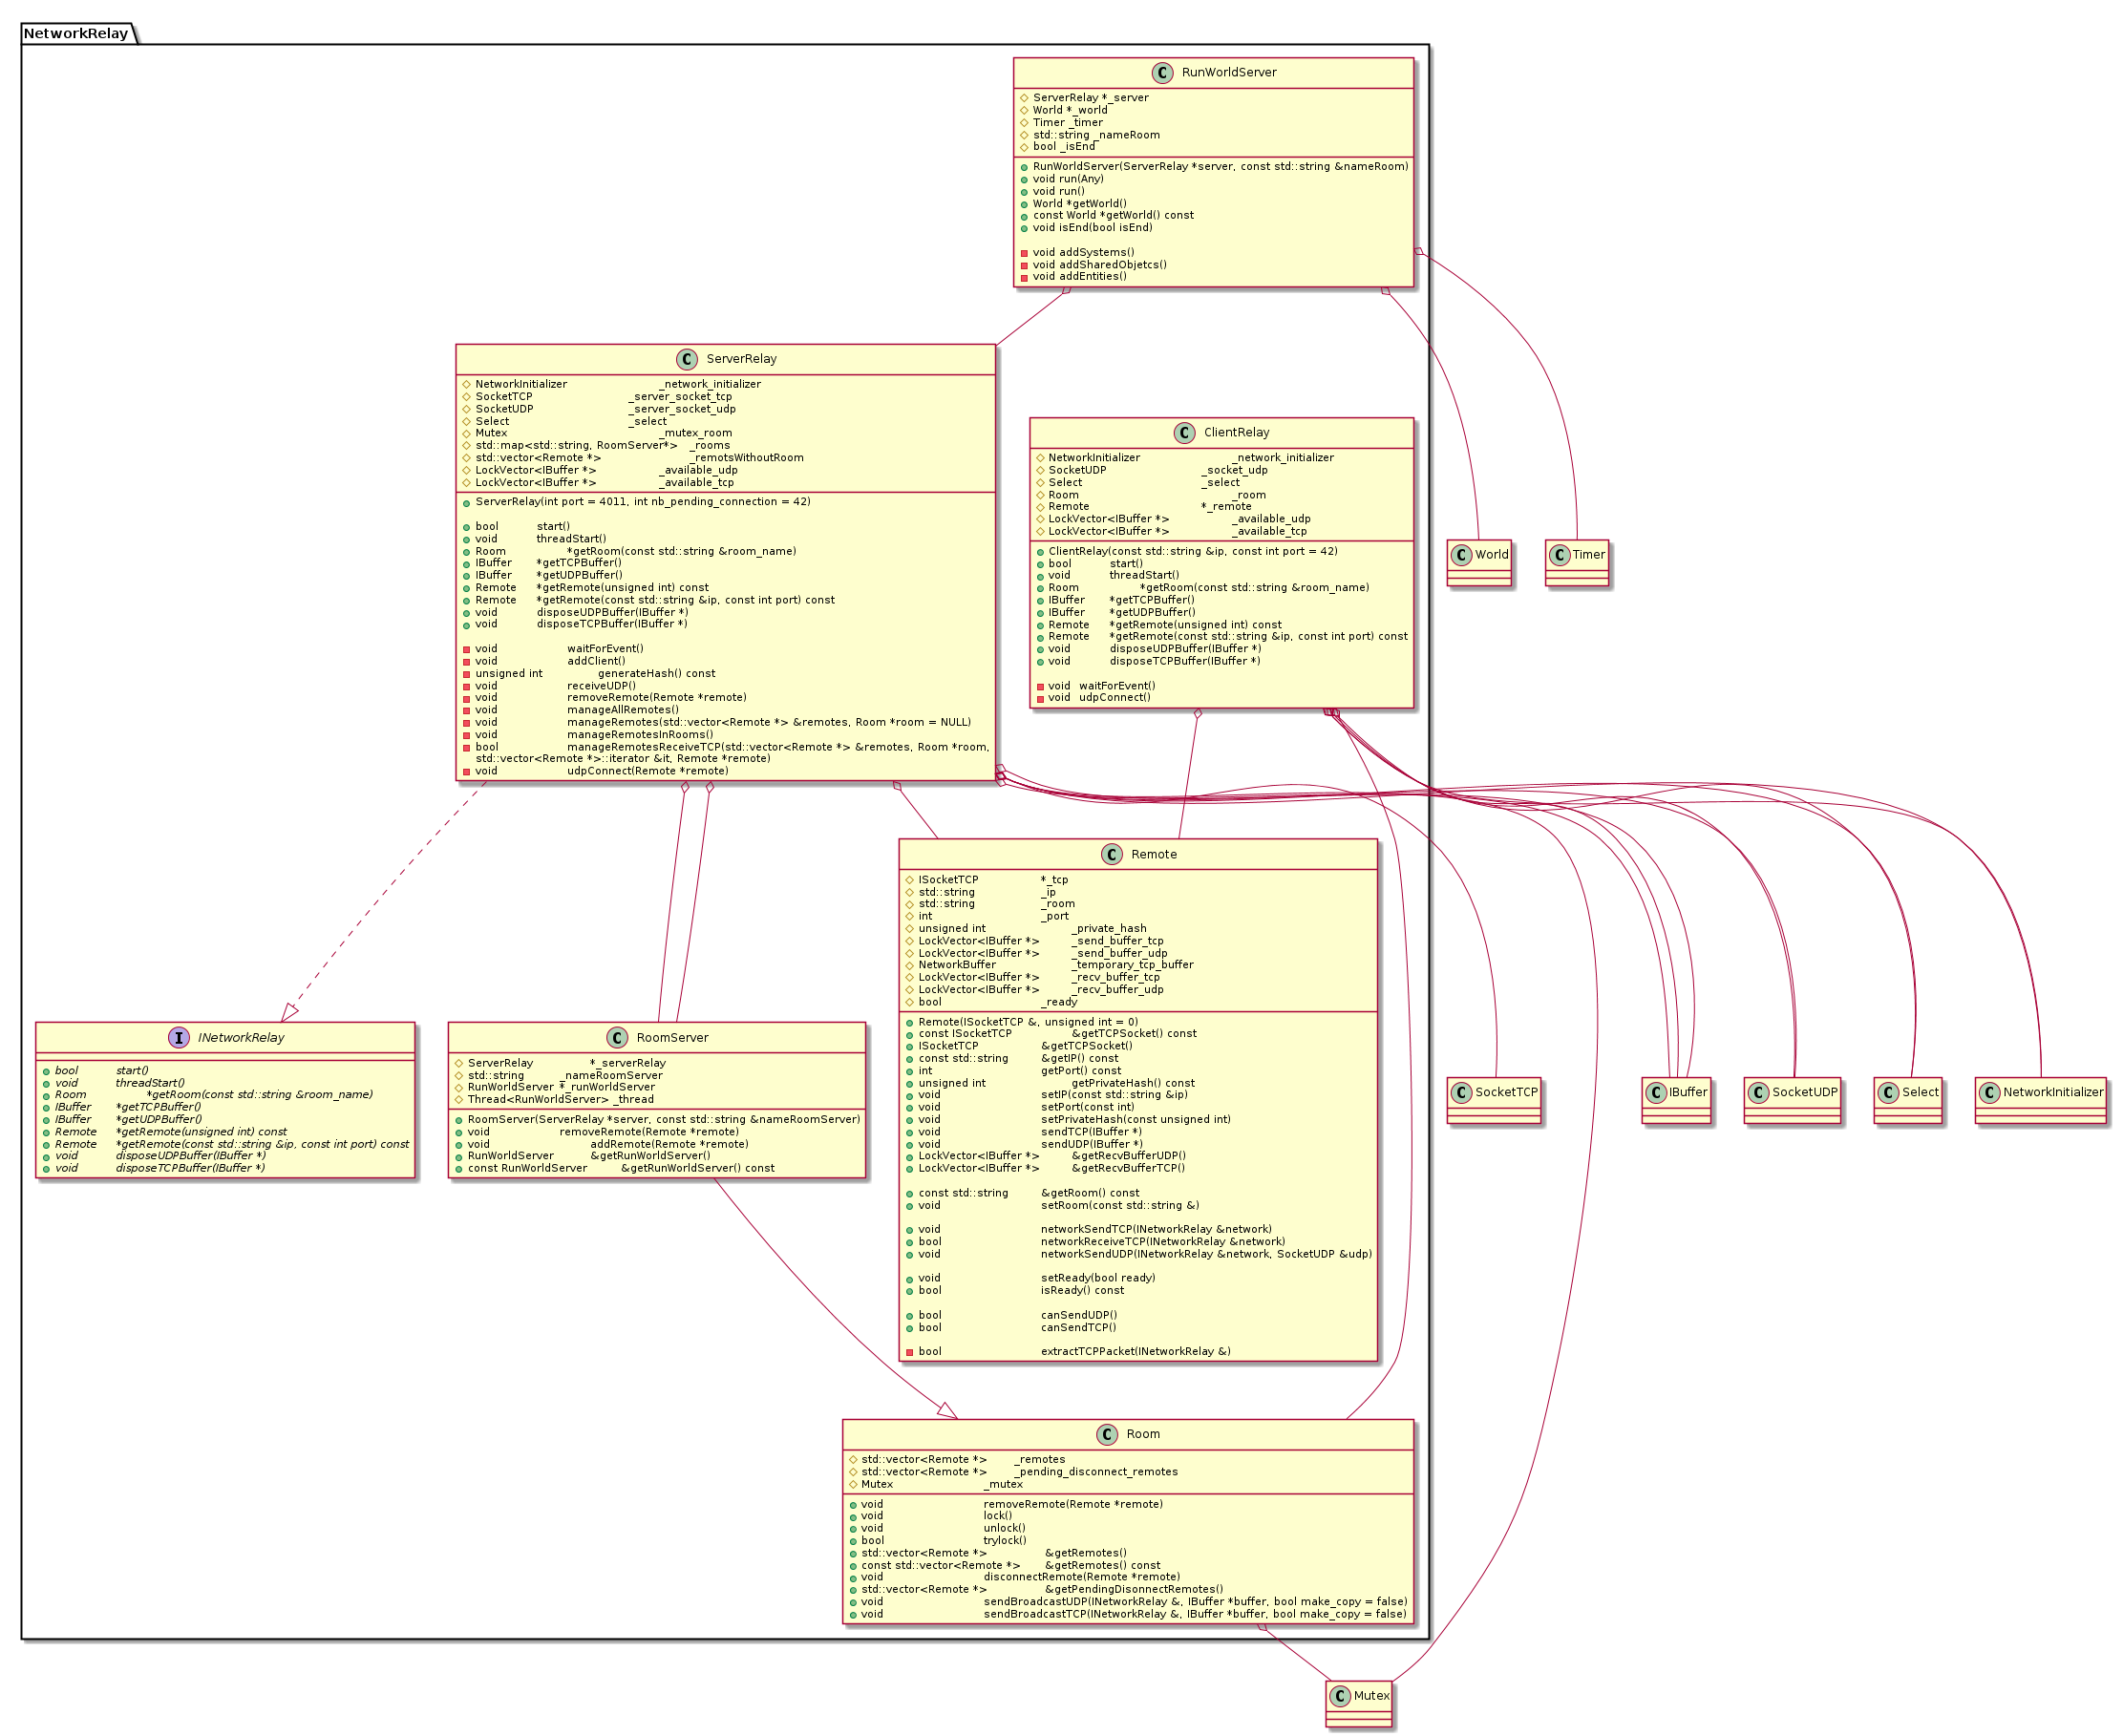 NetworkRelay
C RunWorldServer
ServerRelay *_server
World *_world
Timer _timer
std::string _nameRoom
bool _isEnd
RunWorldServer(ServerRelay *server, const std::string &nameRoom)
void run(Any)
void run()
World *getWorld()
const World *getWorld() const
void isEnd(bool isEnd)
void addSystems()
void addSharedObjetcs()
void addEntities()
C ServerRelay
NetworkInitializer _network_initializer
SocketTCP _server_socket_tcp
SocketUDP _server_socket_udp
Select _select
Mutex _mutex_room
std::map<std::string, RoomServer*> _rooms
std::vector<Remote *> _remotsWithoutRoom
LockVector<IBuffer *> _available_udp
LockVector<IBuffer *> _available_tcp
ServerRelay(int port = 4011, int nb_pending_connection = 42)
bool start()
void threadStart()
Room *getRoom(const std::string &room_name)
IBuffer *getTCPBuffer()
IBuffer *getUDPBuffer()
Remote *getRemote(unsigned int) const
Remote *getRemote(const std::string &ip, const int port) const
void disposeUDPBuffer(IBuffer *)
void disposeTCPBuffer(IBuffer *)
void waitForEvent()
void addClient()
unsigned int generateHash() const
void receiveUDP()
void removeRemote(Remote *remote)
void manageAllRemotes()
void manageRemotes(std::vector<Remote *> &remotes, Room *room = NULL)
void manageRemotesInRooms()
bool manageRemotesReceiveTCP(std::vector<Remote *> &remotes, Room *room,
std::vector<Remote *>::iterator &it, Remote *remote)
void udpConnect(Remote *remote)
C ClientRelay
NetworkInitializer _network_initializer
SocketUDP _socket_udp
Select _select
Room _room
Remote *_remote
LockVector<IBuffer *> _available_udp
LockVector<IBuffer *> _available_tcp
ClientRelay(const std::string &ip, const int port = 42)
bool start()
void threadStart()
Room *getRoom(const std::string &room_name)
IBuffer *getTCPBuffer()
IBuffer *getUDPBuffer()
Remote *getRemote(unsigned int) const
Remote *getRemote(const std::string &ip, const int port) const
void disposeUDPBuffer(IBuffer *)
void disposeTCPBuffer(IBuffer *)
void waitForEvent()
void udpConnect()
C World
C Timer
C Remote
ISocketTCP *_tcp
std::string _ip
std::string _room
int _port
unsigned int _private_hash
LockVector<IBuffer *> _send_buffer_tcp
LockVector<IBuffer *> _send_buffer_udp
NetworkBuffer _temporary_tcp_buffer
LockVector<IBuffer *> _recv_buffer_tcp
LockVector<IBuffer *> _recv_buffer_udp
bool _ready
Remote(ISocketTCP &, unsigned int = 0)
const ISocketTCP &getTCPSocket() const
ISocketTCP &getTCPSocket()
const std::string &getIP() const
int getPort() const
unsigned int getPrivateHash() const
void setIP(const std::string &ip)
void setPort(const int)
void setPrivateHash(const unsigned int)
void sendTCP(IBuffer *)
void sendUDP(IBuffer *)
LockVector<IBuffer *> &getRecvBufferUDP()
LockVector<IBuffer *> &getRecvBufferTCP()
const std::string &getRoom() const
void setRoom(const std::string &)
void networkSendTCP(INetworkRelay &network)
bool networkReceiveTCP(INetworkRelay &network)
void networkSendUDP(INetworkRelay &network, SocketUDP &udp)
void setReady(bool ready)
bool isReady() const
bool canSendUDP()
bool canSendTCP()
bool extractTCPPacket(INetworkRelay &)
I INetworkRelay
bool start()
void threadStart()
Room *getRoom(const std::string &room_name)
IBuffer *getTCPBuffer()
IBuffer *getUDPBuffer()
Remote *getRemote(unsigned int) const
Remote *getRemote(const std::string &ip, const int port) const
void disposeUDPBuffer(IBuffer *)
void disposeTCPBuffer(IBuffer *)
C RoomServer
ServerRelay *_serverRelay
std::string _nameRoomServer
RunWorldServer *_runWorldServer
Thread<RunWorldServer> _thread
RoomServer(ServerRelay *server, const std::string &nameRoomServer)
void removeRemote(Remote *remote)
void addRemote(Remote *remote)
RunWorldServer &getRunWorldServer()
const RunWorldServer &getRunWorldServer() const
C SocketTCP
C IBuffer
C SocketUDP
C Select
C NetworkInitializer
C Room
std::vector<Remote *> _remotes
std::vector<Remote *> _pending_disconnect_remotes
Mutex _mutex
void removeRemote(Remote *remote)
void lock()
void unlock()
bool trylock()
std::vector<Remote *> &getRemotes()
const std::vector<Remote *> &getRemotes() const
void disconnectRemote(Remote *remote)
std::vector<Remote *> &getPendingDisonnectRemotes()
void sendBroadcastUDP(INetworkRelay &, IBuffer *buffer, bool make_copy = false)
void sendBroadcastTCP(INetworkRelay &, IBuffer *buffer, bool make_copy = false)
C Mutex